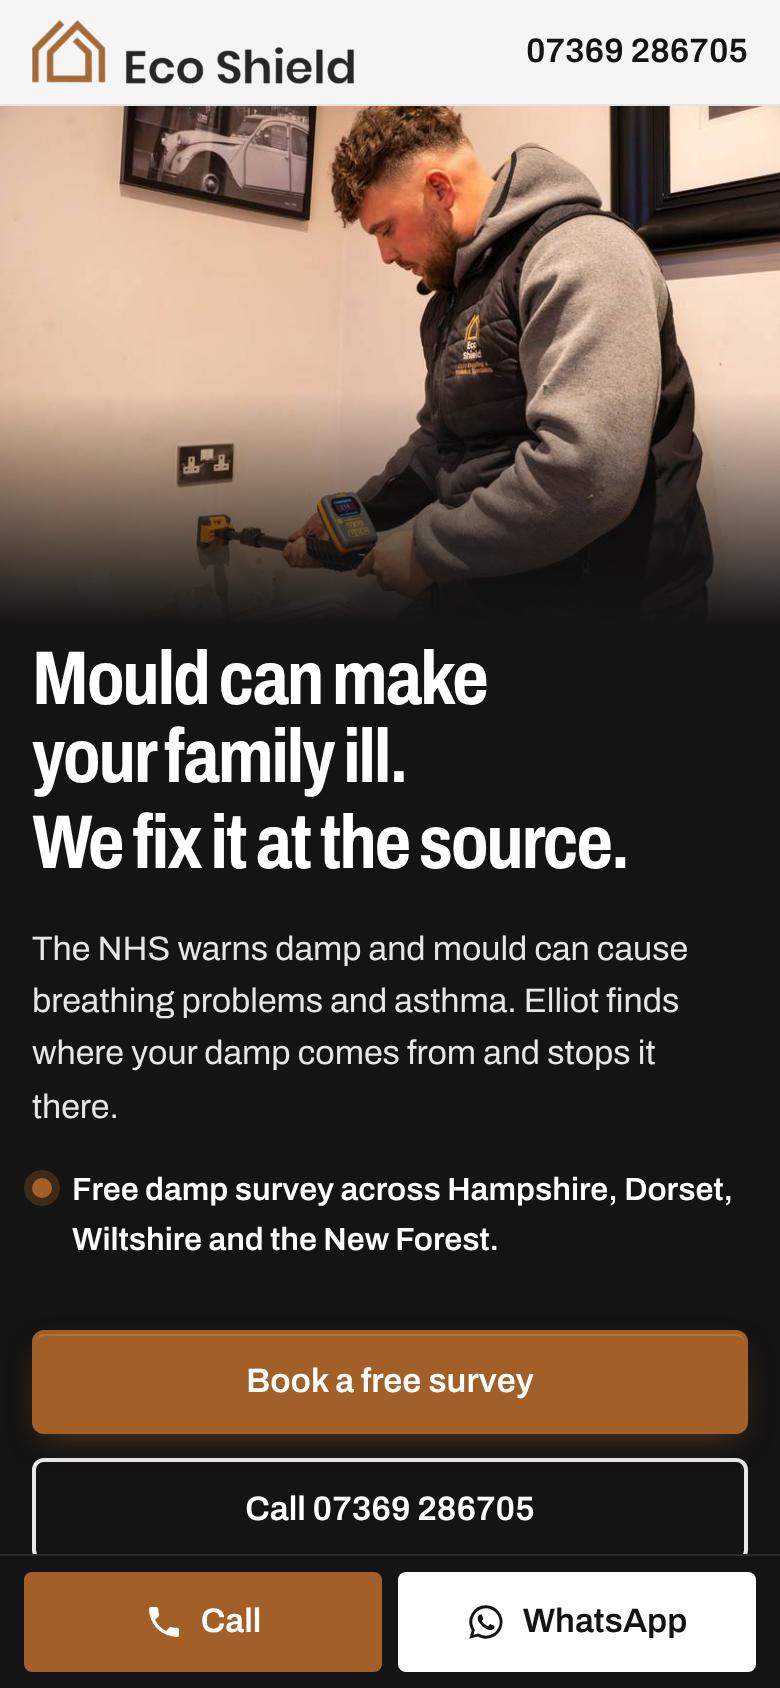 Eco Shield
07369 286705
Eco
Shield
Mould can make
your family ill.
We fix it at the source.
The NHS warns damp and mould can cause
breathing problems and asthma. Elliot finds
where your damp comes from and stops it
there.
Free damp survey across Hampshire, Dorset,
Wiltshire and the New Forest.
Book a free survey
Call 07369 286705
Call
WhatsApp